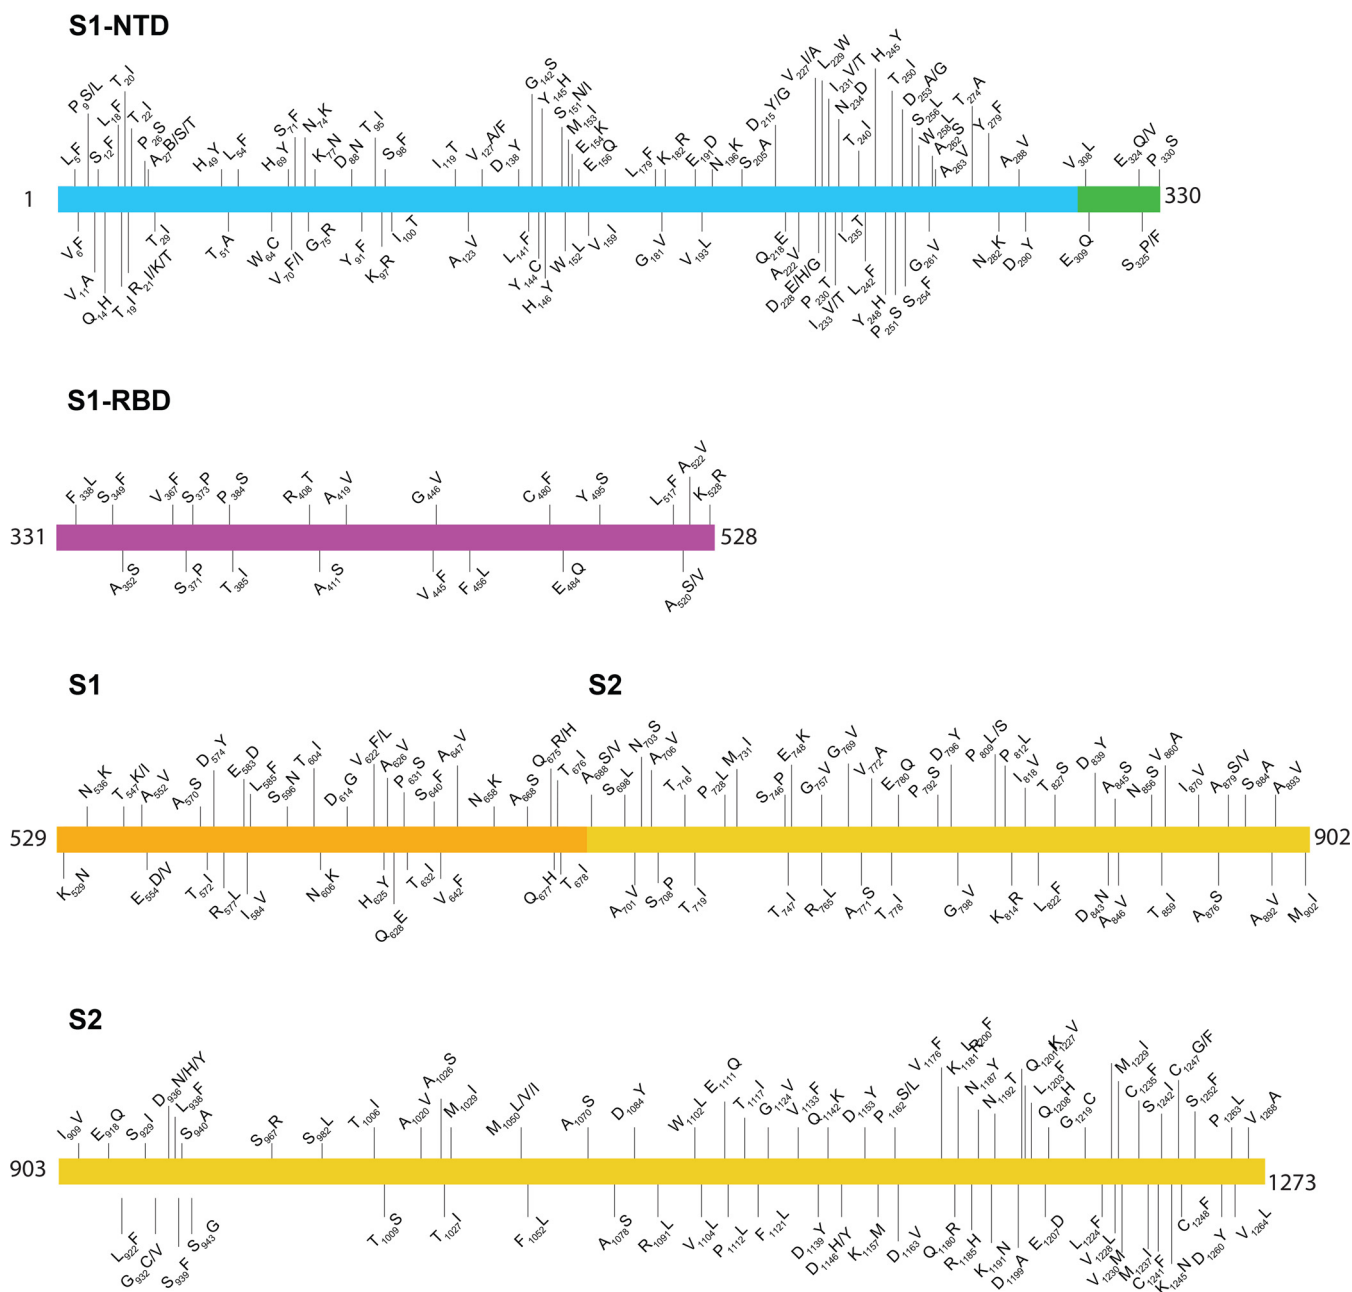 S1-NTD
L5F
P9S/L
S12F
L18F
T20I
T22I
P26S
A27B/S/T
H49Y
L54F
H69Y
S71F
N74K
K77N
D88N
T95I
S98F
I119T
V127A/F
D138Y
G142S
Y145H
S151N/I
M153I
E154K
E156Q
L179F
K182R
E191D
N196K
S205A
D215Y/G
V227I/A
L229W
I231V/T
N234D
T240I
H245Y
T250I
D253A/G
S256L
W258L
A262S
A263V
T274A
Y279F
A288V
V308L
E324Q/V
P330S
1
330
V6F
V11A
Q14H
T19I
R21I/K/T
T29I
T51A
W64C
V70F/I
G75R
Y91F
K97R
I100T
A123V
L141F
Y144C
H146Y
W152L
V159I
G181V
V193L
Q218E
A222V
D228E/H/G
P230T
I233V/T
I235T
L242F
Y248H
P251S
S254F
G261V
N282K
D290Y
E309Q
S325P/F
S1-RBD
F338L
S349F
V367F
S373P
P384S
R408T
A419V
G446V
C480F
Y495S
L517F
A522V
K528R
331
528
A352S
S371P
T385I
A411S
V445F
F456L
E484Q
A520S/V
S1
S2
N536K
T547K/I
A552V
A570S
D574Y
E583D
L585F
S596N
T604I
D614G
V622F/L
A626V
P631S
S640F
A647V
N658K
A668S
Q675R/H
T676I
A688S/V
S698L
N703S
A706V
T716I
P728L
M731I
S746P
E748K
G757V
G769V
V772A
E780Q
P792S
D796Y
P809L/S
P812L
I818V
T827S
D839Y
A845S
N856S
V860A
I870V
A879S/V
S884A
A893V
529
902
K529N
E554D/V
T572I
R577L
I584V
N606K
H625Y
Q628E
T632I
V642F
Q677H
T678I
A701V
S708P
T719I
T747I
R765L
A771S
T778I
G798V
K814R
L822F
D843N
A846V
T859I
A876S
A892V
M902I
S2
I909V
E918Q
S929I
D936N/H/Y
L938F
S940A
S967R
S982L
T1006I
A1020V
A1026S
M1029I
M1050L/V/I
A1070S
D1084Y
W1102L
E1111Q
T1117I
G1124V
V1133F
Q1142K
D1153Y
P1162S/L
V1176F
K1181R
N1187Y
N1192T
L1200F
Q1201K
L1203F
Q1208H
G1219C
1227V
M1229I
C1235F
S1242I
C1247G/F
S1252F
P1263L
V1268A
903
1273
L922F
G932C/V
S939F
S943G
T1009S
T1027I
F1052L
A1078S
R1091L
V1104L
P1112L
F1121L
D1139Y
D1146H/Y
K1157M
D1163V
Q1180R
R1185H
K1191N
D1199A
E1207D
L1224F
V1228L
V1230M
M1237I
C1241F
K1245N
C1248F
D1260Y
V1264L